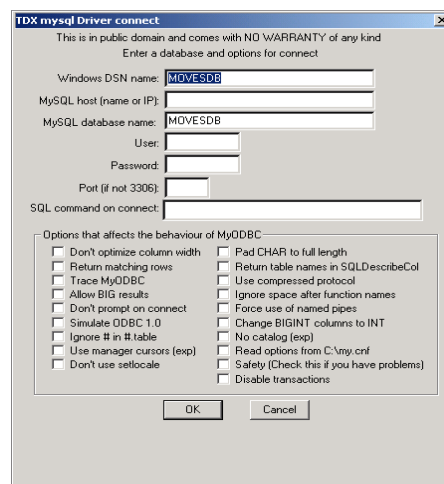 TDX mysql Driver connect
This is in public domain and comes with NO WARRANTY of any kind
Enter a database and options for connect
Windows DSN name: MOVESDB
MySQL host (name or IP):
MySQL database name: MOVESDB
User:
Password:
Port (if not 3306):
SQL command on connect:
Options that affects the behaviour of MyODBC
Don't optimize column width
Return matching rows
Trace MyODBC
Allow BIG results
Don't prompt on connect
Simulate ODBC 1.0
Ignore # in #.table
Use manager cursors (exp)
Don't use setlocale
Pad CHAR to full length
Return table names in SQLDescribeCol
Use compressed protocol
Ignore space after function names
Force use of named pipes
Change BIGINT columns to INT
No catalog (exp)
Read options from C:\my.cnf
Safety (Check this if you have problems)
Disable transactions
OK
Cancel